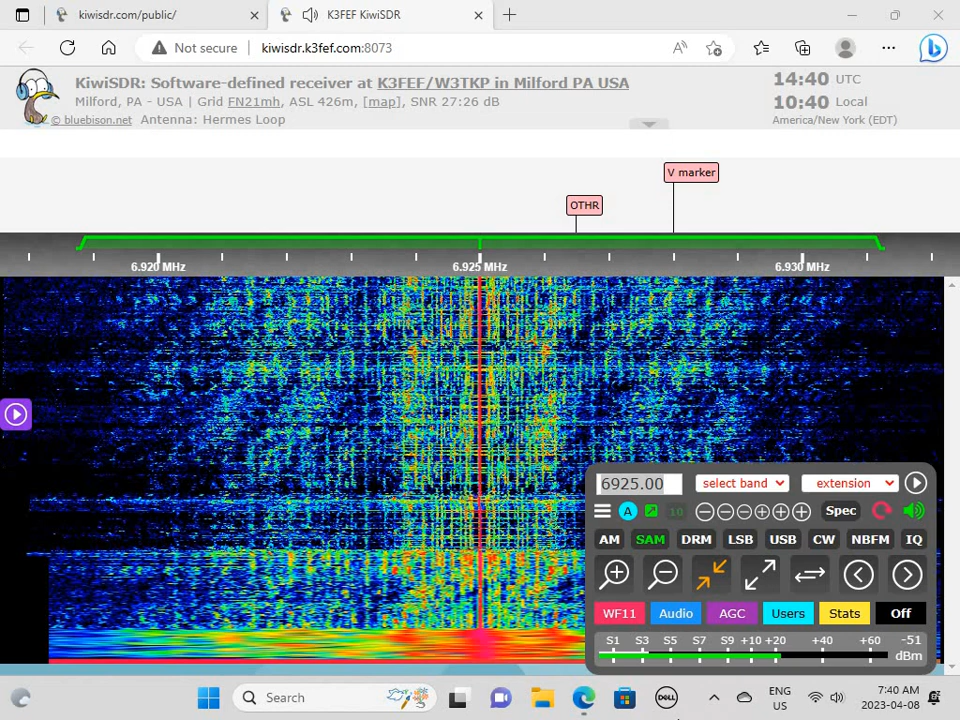 kiwisdr.com/public/
K3FEF KiwiSDR
Not secure
kiwisdr.k3fef.com:8073
KiwiSDR: Software-defined receiver at K3FEF/W3TKP in Milford PA USA
Milford, PA - USA | Grid FN21mh, ASL 426m, [map], SNR 27:26 dB
© bluebison.net Antenna: Hermes Loop
14:40 UTC
10:40 Local
America/New York (EDT)
V marker
OTHR
6.920 MHz
6.925 MHz
6.930 MHz
6925.00
select band
extension
A
10
Spec
AM
SAM
DRM
LSB
USB
CW
NBFM
IQ
WF11
Audio
AGC
Users
Stats
Off
S1 S3 S5 S7 S9 +10 +20 +40 +60
-51
dBm
Search
DELL
ENG
US
7:40 AM
2023-04-08